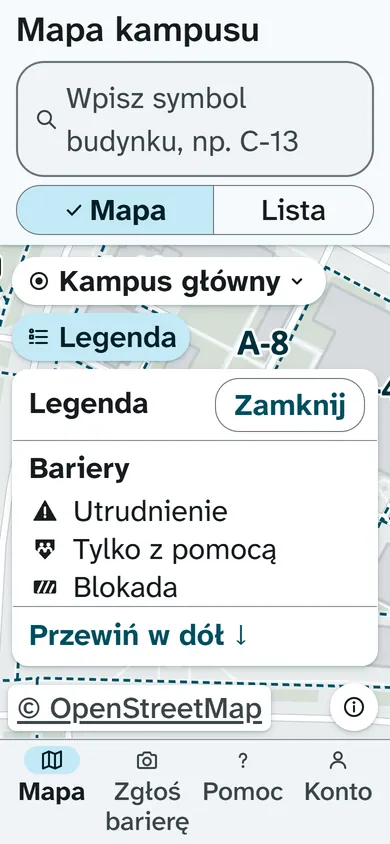 Mapa kampusu
Wpisz symbol
budynku, np. C-13
Mapa
Lista
Kampus główny
Legenda
A-8
Legenda
Zamknij
Bariery
Utrudnienie
Tylko z pomocą
Blokada
Przewiń w dół ↓
© OpenStreetMap
Mapa
Zgłoś
barierę
Pomoc
Konto